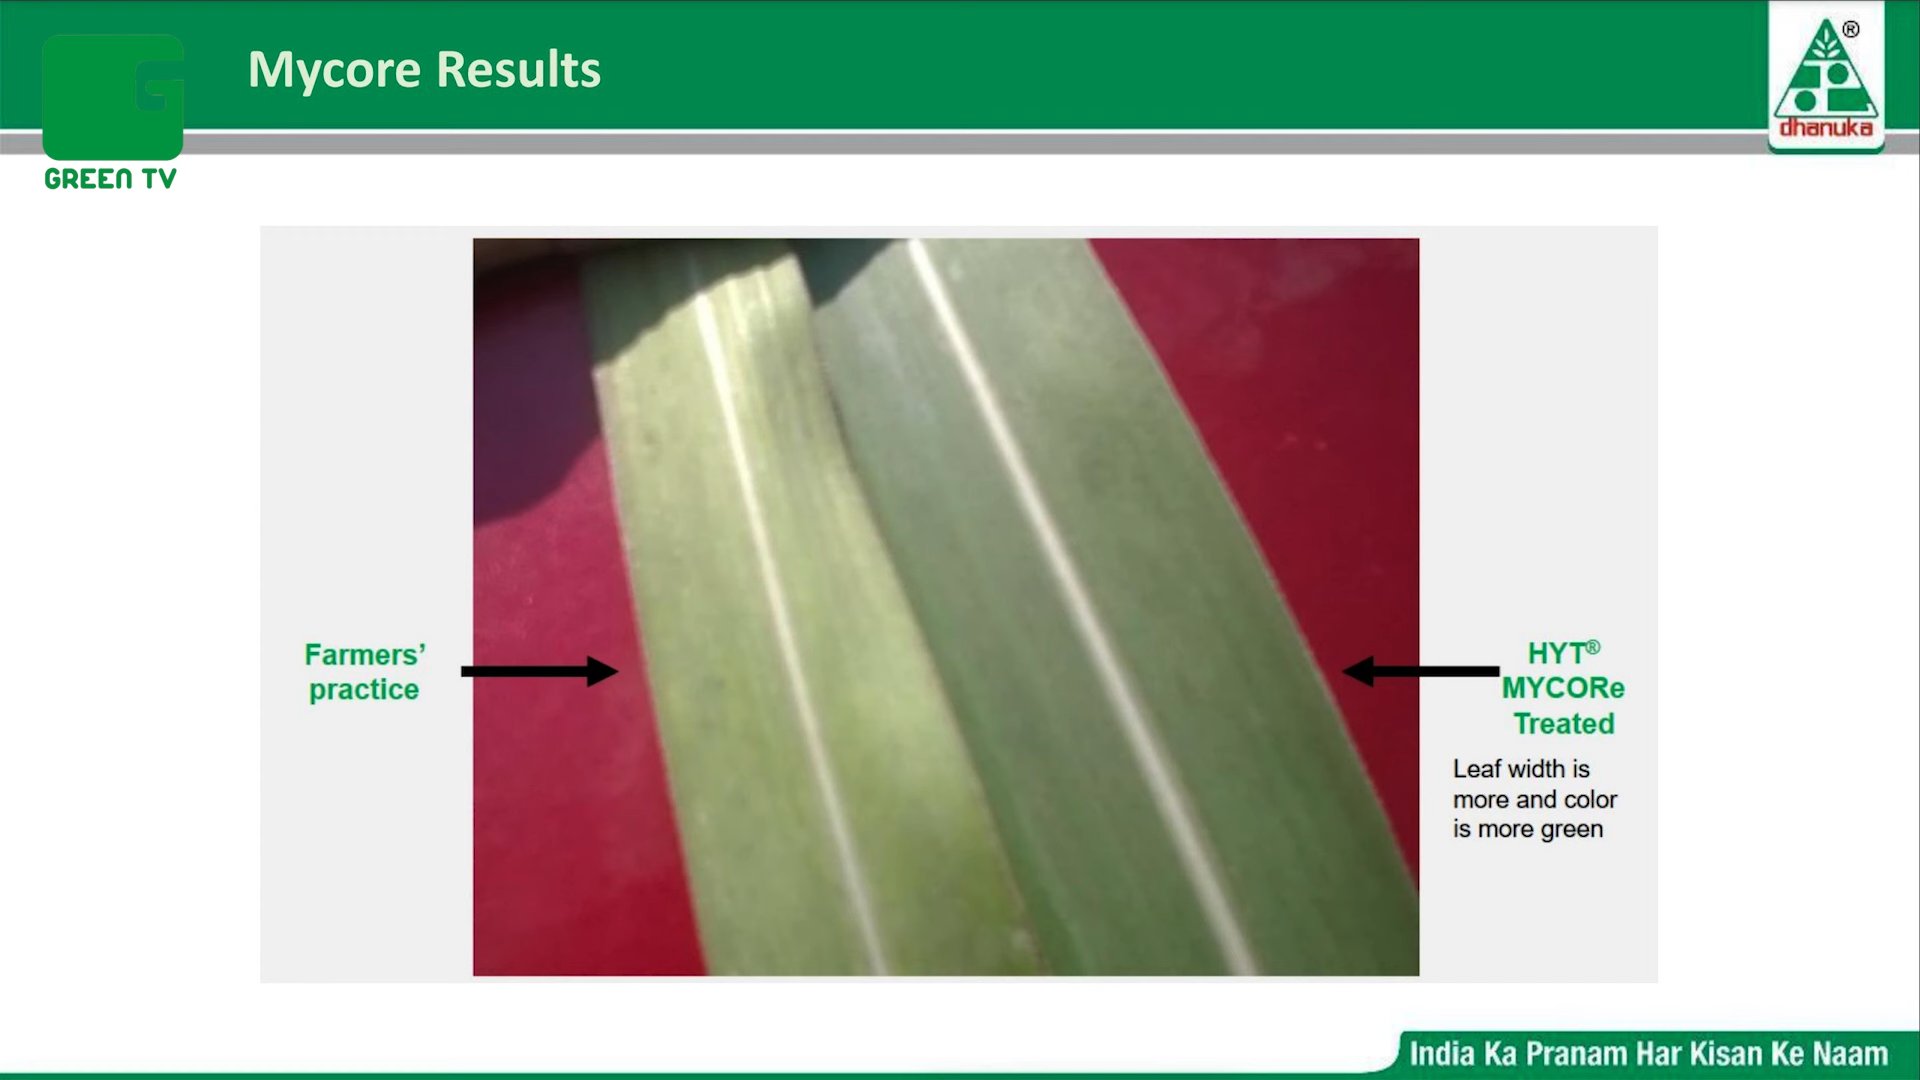 Mycore Results
®
dhanuka
GREEN TV
Farmers’
practice
HYT®
MYCORe
Treated
Leaf width is
more and color
is more green
India Ka Pranam Har Kisan Ke Naam